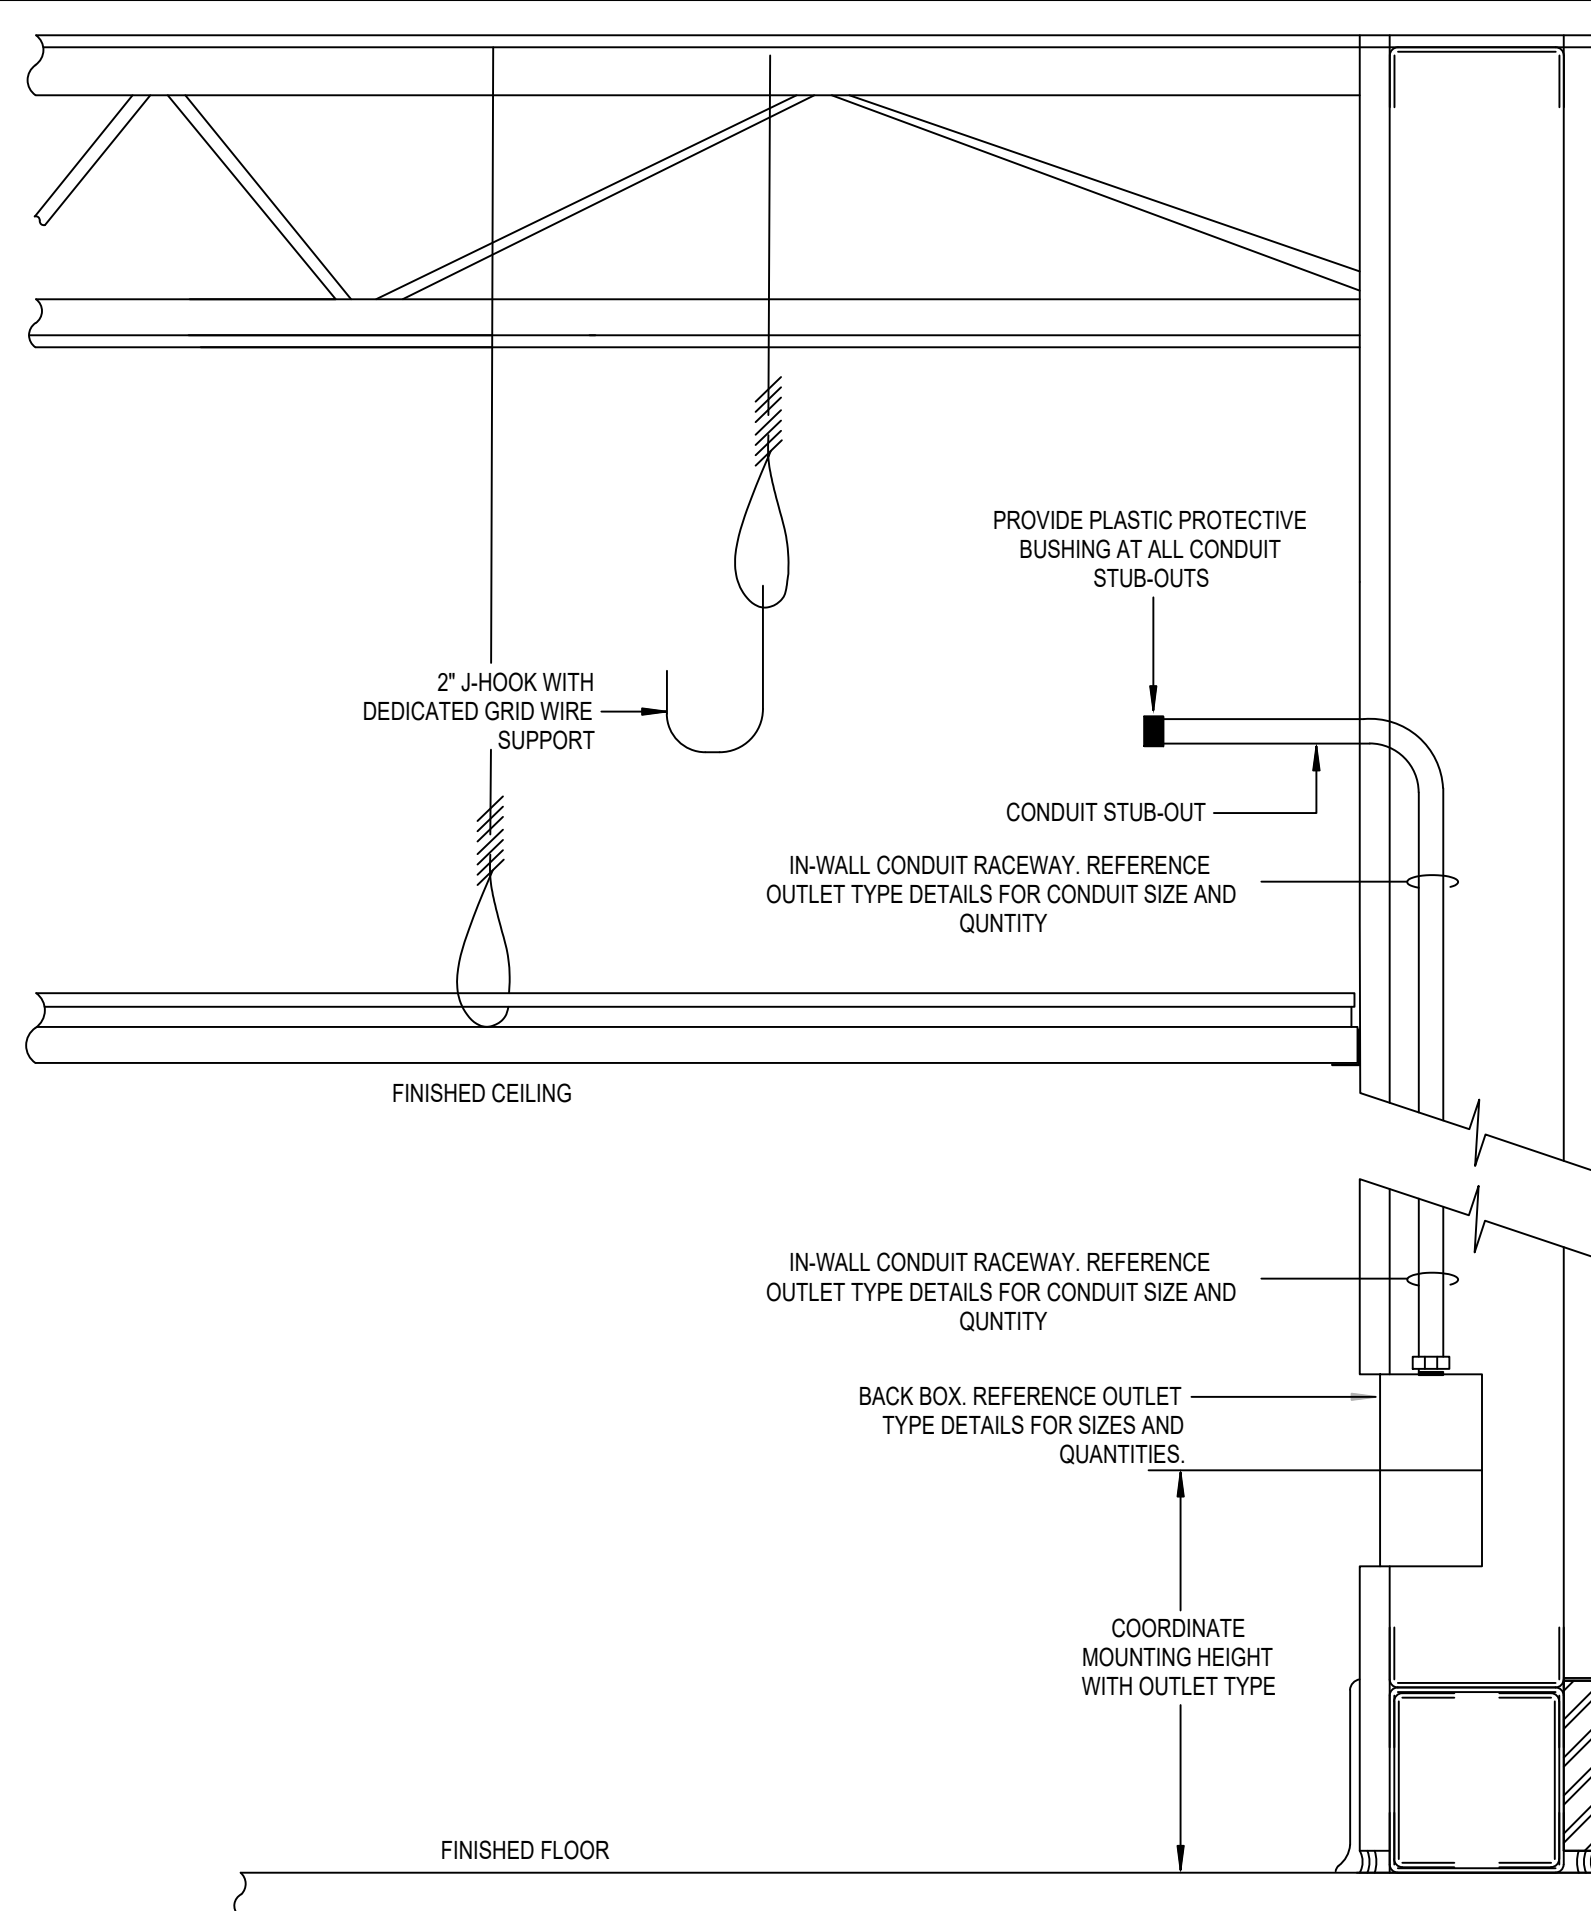 PROVIDE PLASTIC PROTECTIVE
BUSHING AT ALL CONDUIT
STUB-OUTS
2" J-HOOK WITH
DEDICATED GRID WIRE
SUPPORT
CONDUIT STUB-OUT
IN-WALL CONDUIT RACEWAY. REFERENCE
OUTLET TYPE DETAILS FOR CONDUIT SIZE AND
QUNTITY
FINISHED CEILING
IN-WALL CONDUIT RACEWAY. REFERENCE
OUTLET TYPE DETAILS FOR CONDUIT SIZE AND
QUNTITY
BACK BOX. REFERENCE OUTLET
TYPE DETAILS FOR SIZES AND
QUANTITIES.
COORDINATE
MOUNTING HEIGHT
WITH OUTLET TYPE
FINISHED FLOOR